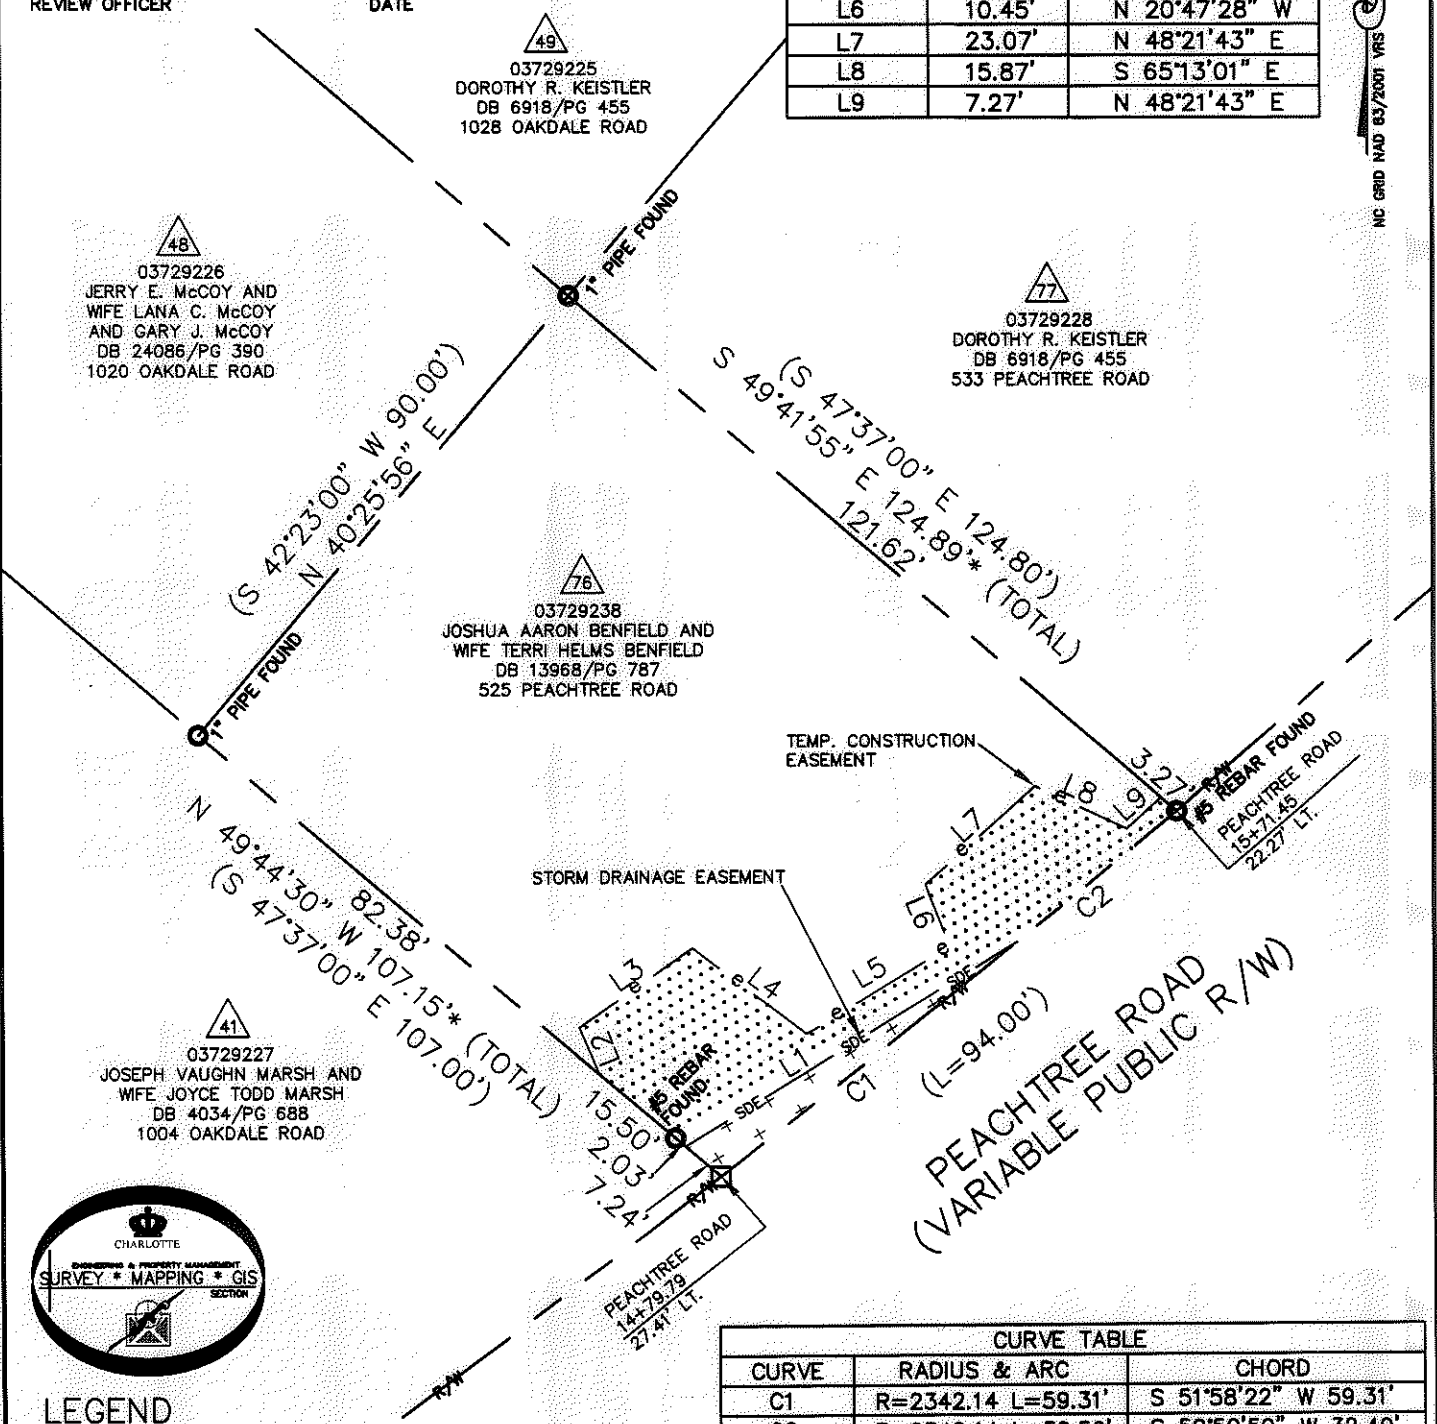 REVIEW OFFICER DATE
L6 10.45' N 20°47'28" W
L7 23.07' N 48°21'43" E
L8 15.87' S 65°13'01" E
L9 7.27' N 48°21'43" E
NC GRID NAD 83/2001 VRS
49
03729225
DOROTHY R. KEISTLER
DB 6918/PG 455
1028 OAKDALE ROAD
1" PIPE FOUND
48
03729226
JERRY E. McCOY AND
WIFE LANA C. McCOY
AND GARY J. McCOY
DB 24086/PG 390
1020 OAKDALE ROAD
77
03729228
DOROTHY R. KEISTLER
DB 6918/PG 455
533 PEACHTREE ROAD
(S 42°23'00" W 90.00')
N 40°25'56" E
(S 47°37'00" E 124.80')
S 49°41'55" E 124.89'* (TOTAL)
121.62'
76
03729238
JOSHUA AARON BENFIELD AND
WIFE TERRI HELMS BENFIELD
DB 13968/PG 787
525 PEACHTREE ROAD
1" PIPE FOUND
TEMP. CONSTRUCTION
EASEMENT
3.27'
R/W
#5 REBAR FOUND
PEACHTREE ROAD
15+71.45
22.27' LT.
L8
L9
L7
e
e
L6
C2
STORM DRAINAGE EASEMENT
82.38'
N 49°44'30" W 107.15'* (TOTAL)
(S 47°37'00" E 107.00')
L3
e
e
L4
L5
e
e
SDE
R/W
L2
SDE
L1
C1
(L=94.00')
SDE
#5 REBAR
FOUND
15.50'
2.03'
7.24'
R/W
PEACHTREE ROAD
(VARIABLE PUBLIC R/W)
41
03729227
JOSEPH VAUGHN MARSH AND
WIFE JOYCE TODD MARSH
DB 4034/PG 688
1004 OAKDALE ROAD
PEACHTREE ROAD
14+79.79
27.41' LT.
CHARLOTTE
ENGINEERING & PROPERTY MANAGEMENT
SURVEY * MAPPING * GIS
SECTION
R/W
LEGEND
CURVE TABLE
CURVE RADIUS & ARC CHORD
C1 R=2342.14 L=59.31' S 51°58'22" W 59.31'